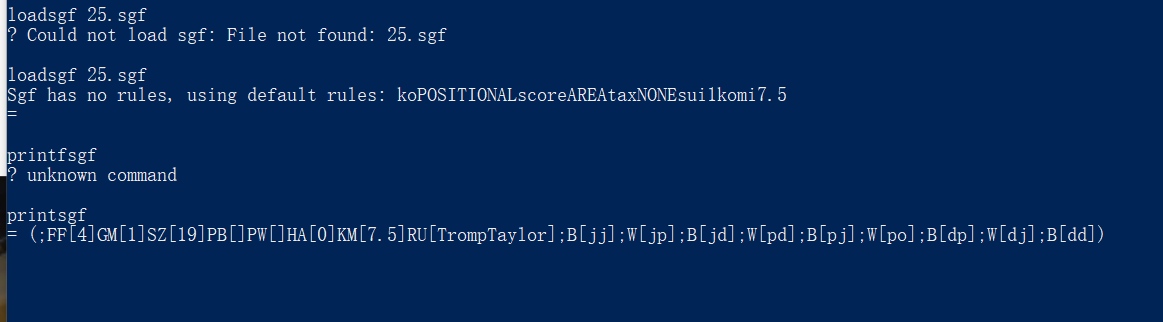 loadsgf 25.sgf
? Could not load sgf: File not found: 25.sgf
loadsgf 25.sgf
Sgf has no rules, using default rules: koPOSITIONALscoreAREAtaxNONEsui1komi7.5
=
printfsgf
? unknown command
printsgf
= (;FF[4]GM[1]SZ[19]PB[]PW[]HA[0]KM[7.5]RU[TrompTaylor];B[jj];W[jp];B[jd];W[pd];B[pj];W[po];B[dp];W[dj];B[dd])